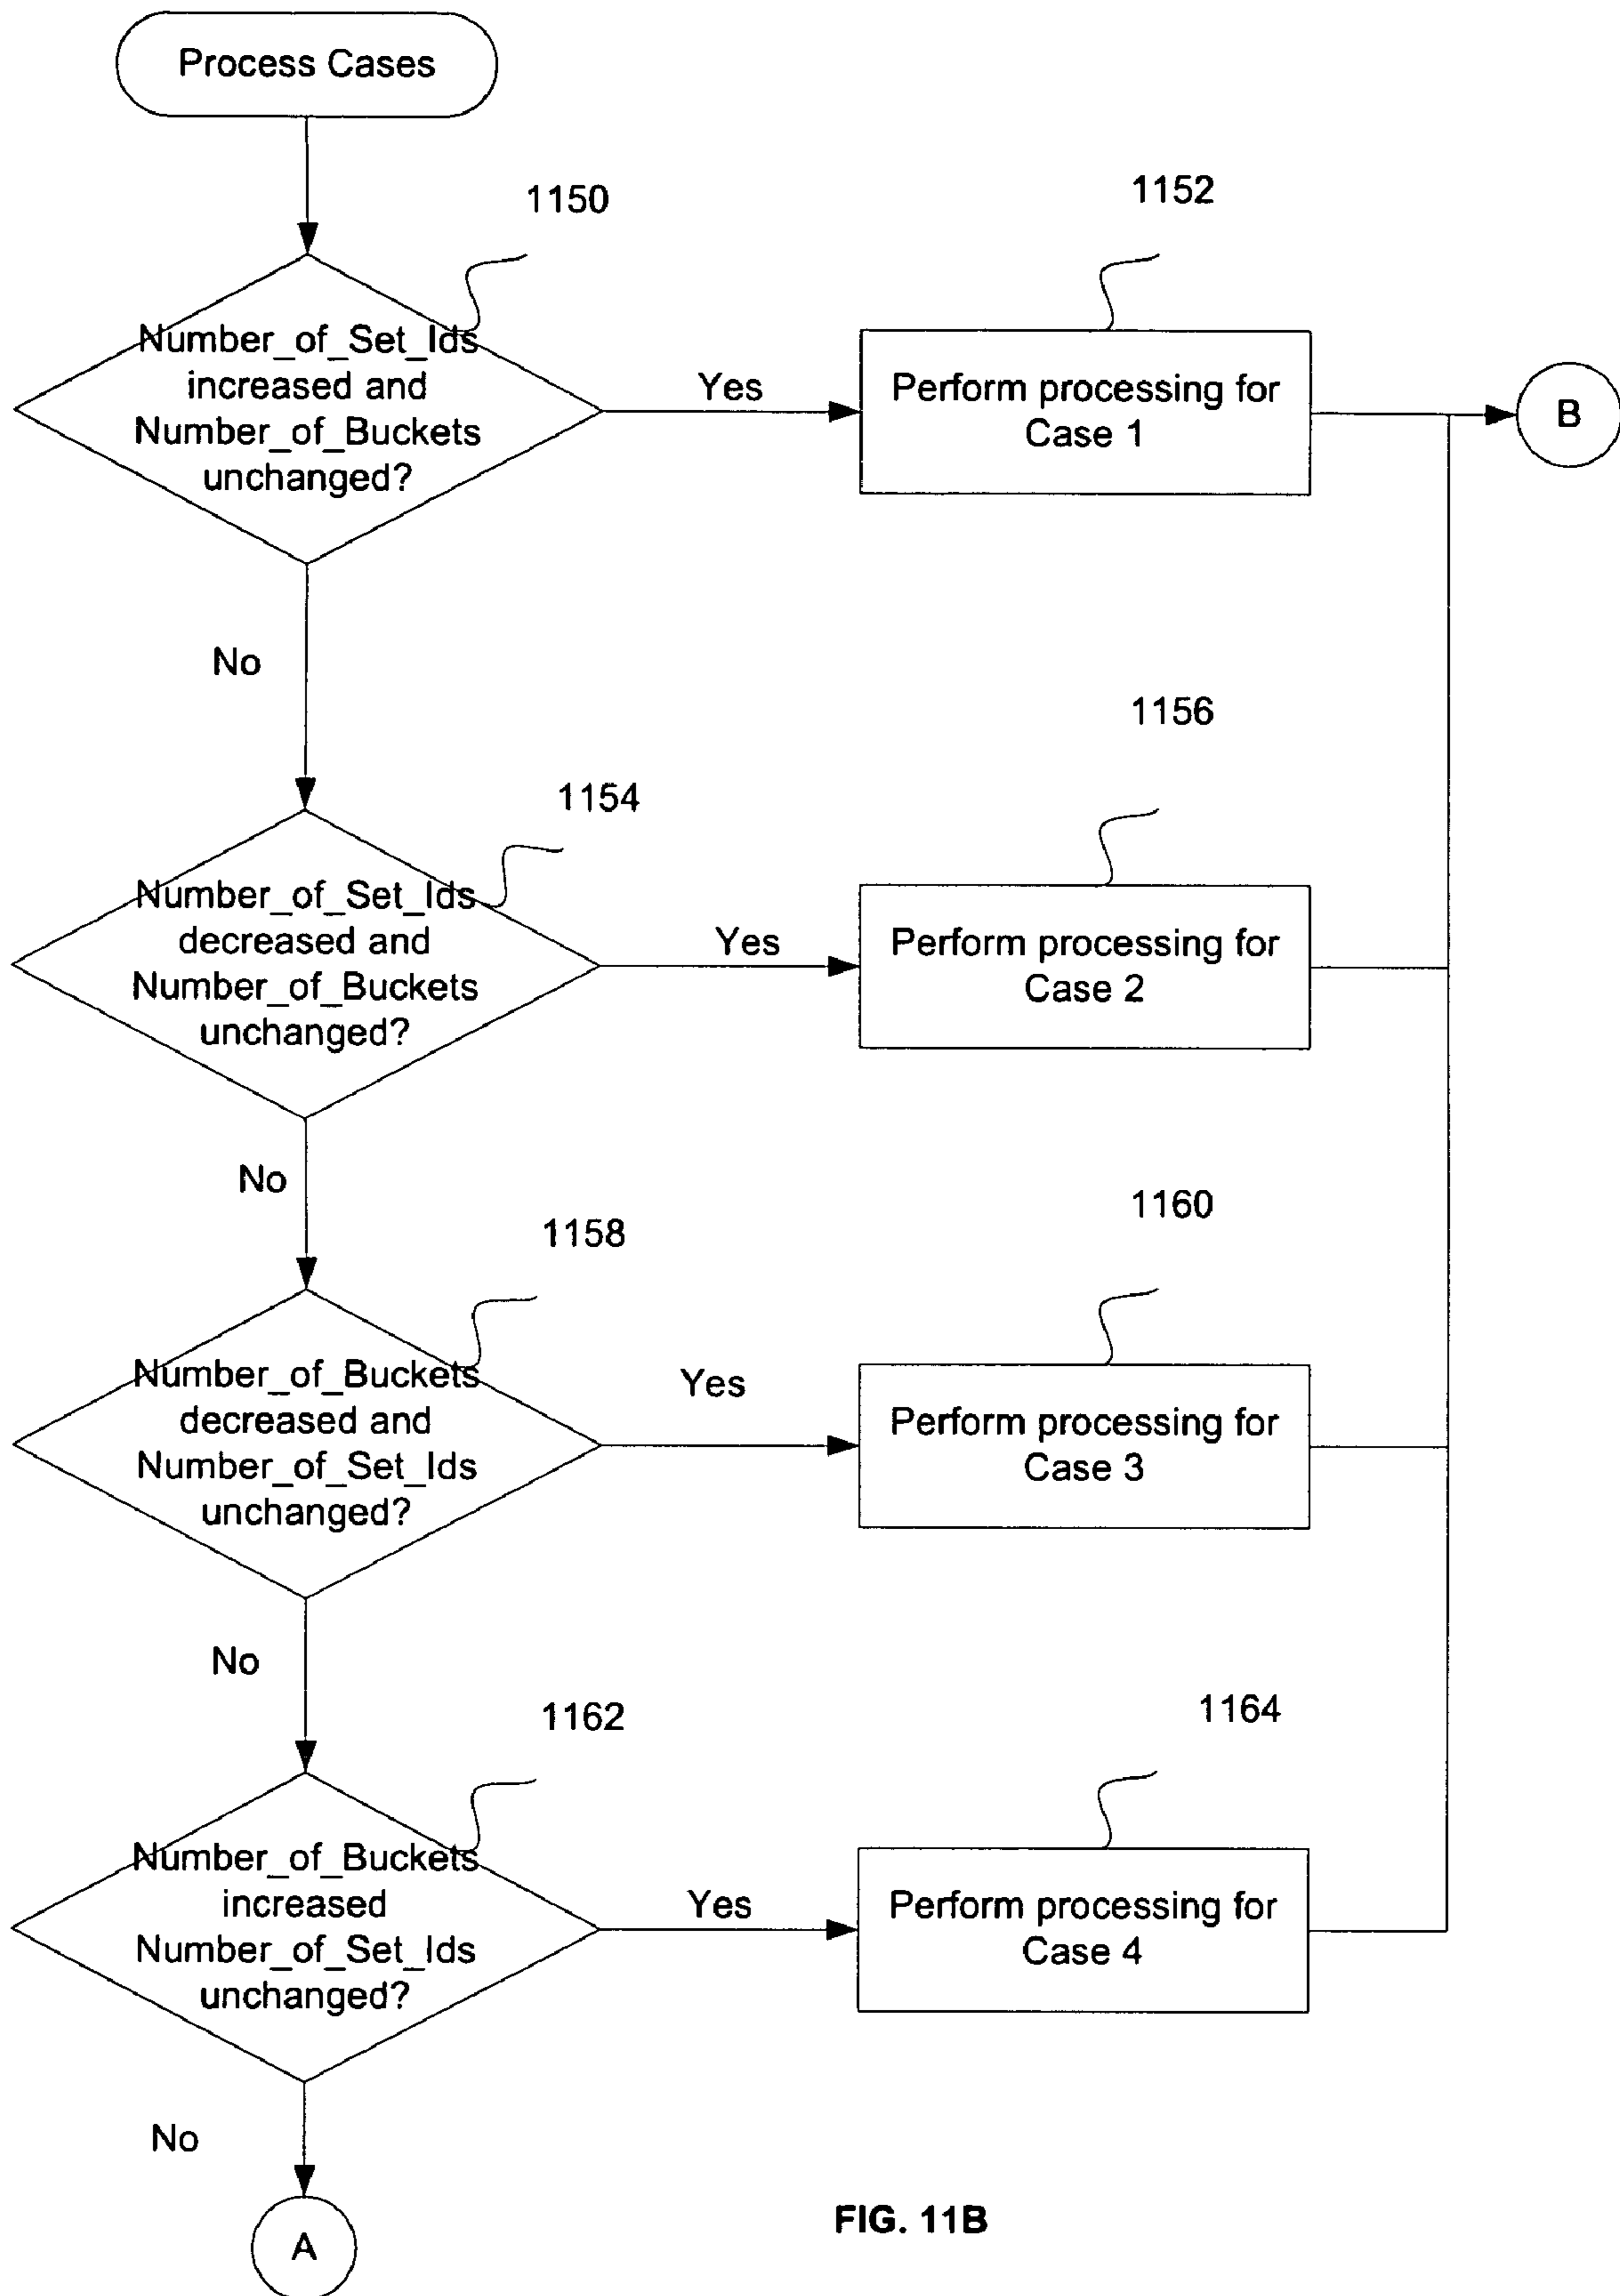 Process Cases
1150
1152
Number_of_Set_Ids
increased and
Number_of_Buckets
unchanged?
Yes
Perform processing for
Case 1
B
No
1156
1154
Number_of_Set_Ids
decreased and
Number_of_Buckets
unchanged?
Yes
Perform processing for
Case 2
No
1160
1158
Number_of_Buckets
decreased and
Number_of_Set_Ids
unchanged?
Yes
Perform processing for
Case 3
No
1164
1162
Number_of_Buckets
increased
Number_of_Set_Ids
unchanged?
Yes
Perform processing for
Case 4
No
A
FIG. 11B